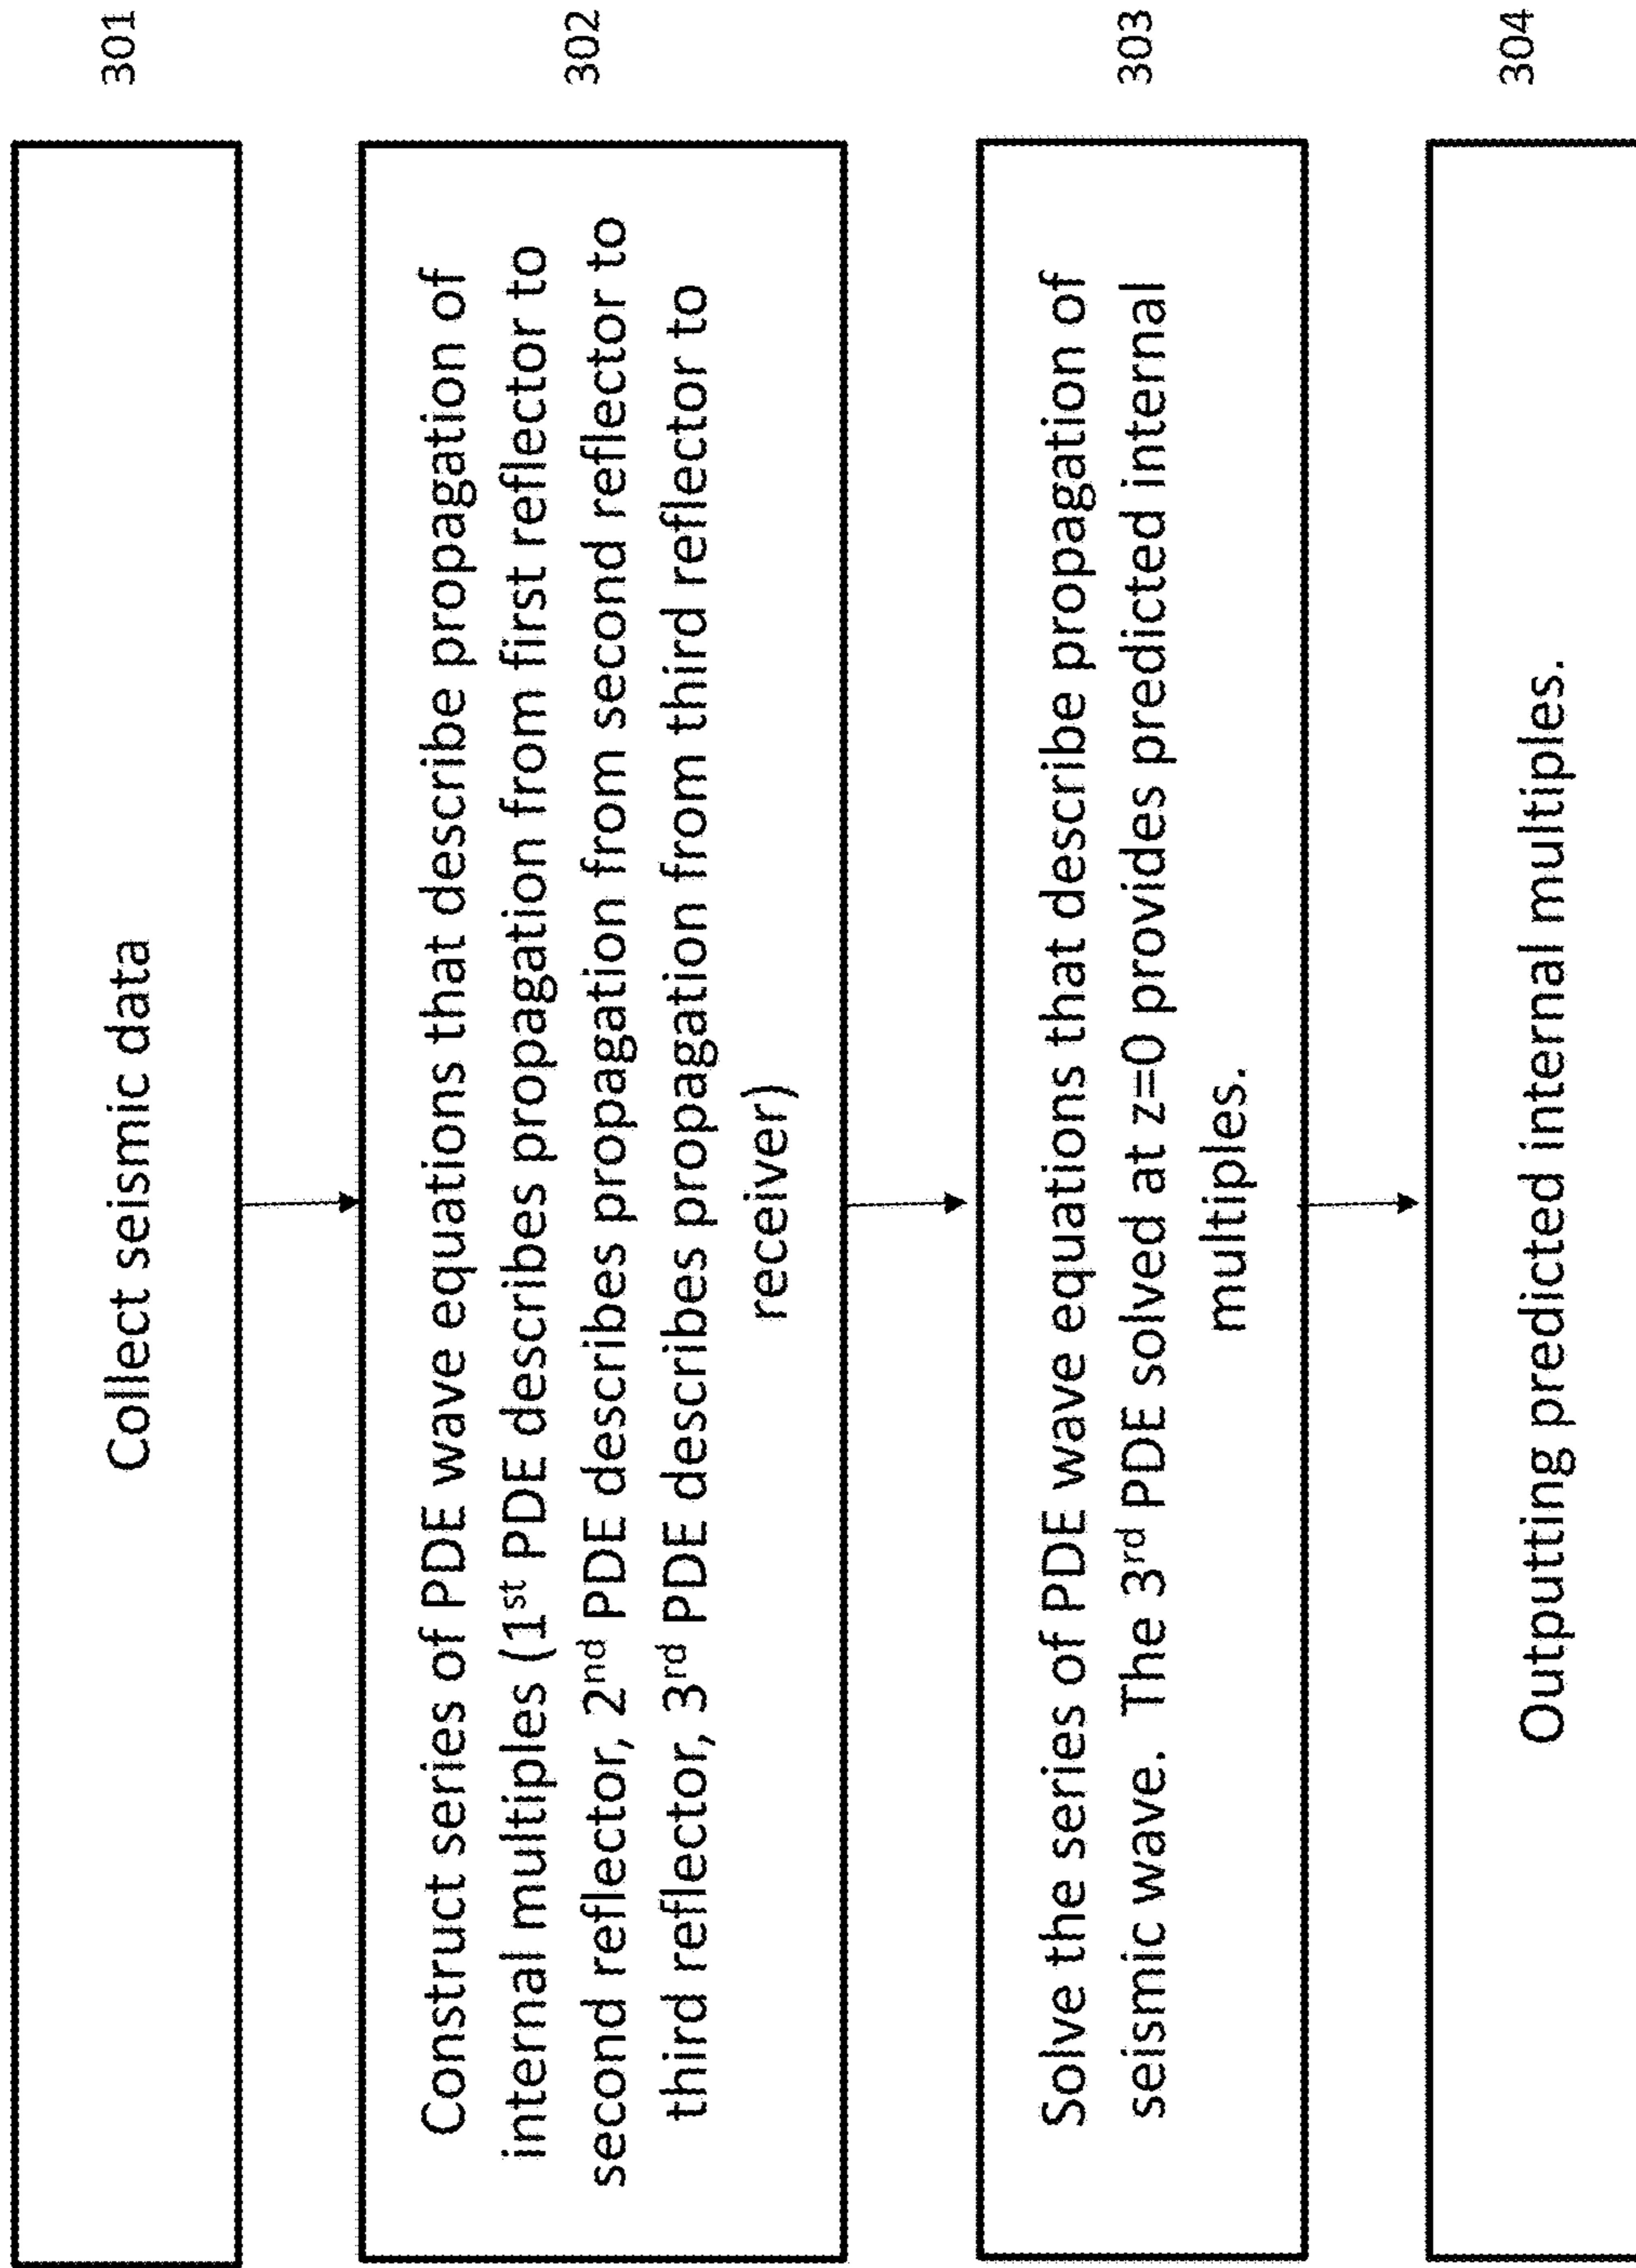 Collect seismic data
301
Construct series of PDE wave equations that describe propagation of
internal multiples (1st PDE describes propagation from first reflector to
second reflector, 2nd PDE describes propagation from second reflector to
third reflector, 3rd PDE describes propagation from third reflector to
receiver)
302
Solve the series of PDE wave equations that describe propagation of
seismic wave. The 3rd PDE solved at z=0 provides predicted internal
multiples.
303
Outputting predicted internal multiples.
304